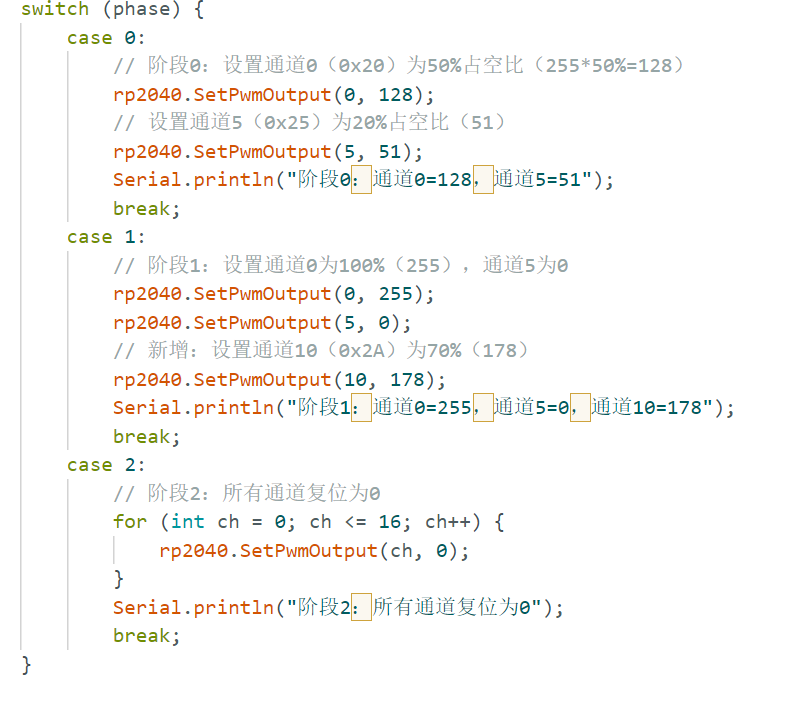 switch (phase) {
case 0:
// 阶段0：设置通道0（0x20）为50%占空比（255*50%=128）
rp2040.SetPwmOutput(0, 128);
// 设置通道5（0x25）为20%占空比（51）
rp2040.SetPwmOutput(5, 51);
Serial.println("阶段0：通道0=128，通道5=51");
break;
case 1:
// 阶段1：设置通道0为100%（255），通道5为0
rp2040.SetPwmOutput(0, 255);
rp2040.SetPwmOutput(5, 0);
// 新增：设置通道10（0x2A）为70%（178）
rp2040.SetPwmOutput(10, 178);
Serial.println("阶段1：通道0=255，通道5=0，通道10=178");
break;
case 2:
// 阶段2：所有通道复位为0
for (int ch = 0; ch <= 16; ch++) {
rp2040.SetPwmOutput(ch, 0);
}
Serial.println("阶段2：所有通道复位为0");
break;
}